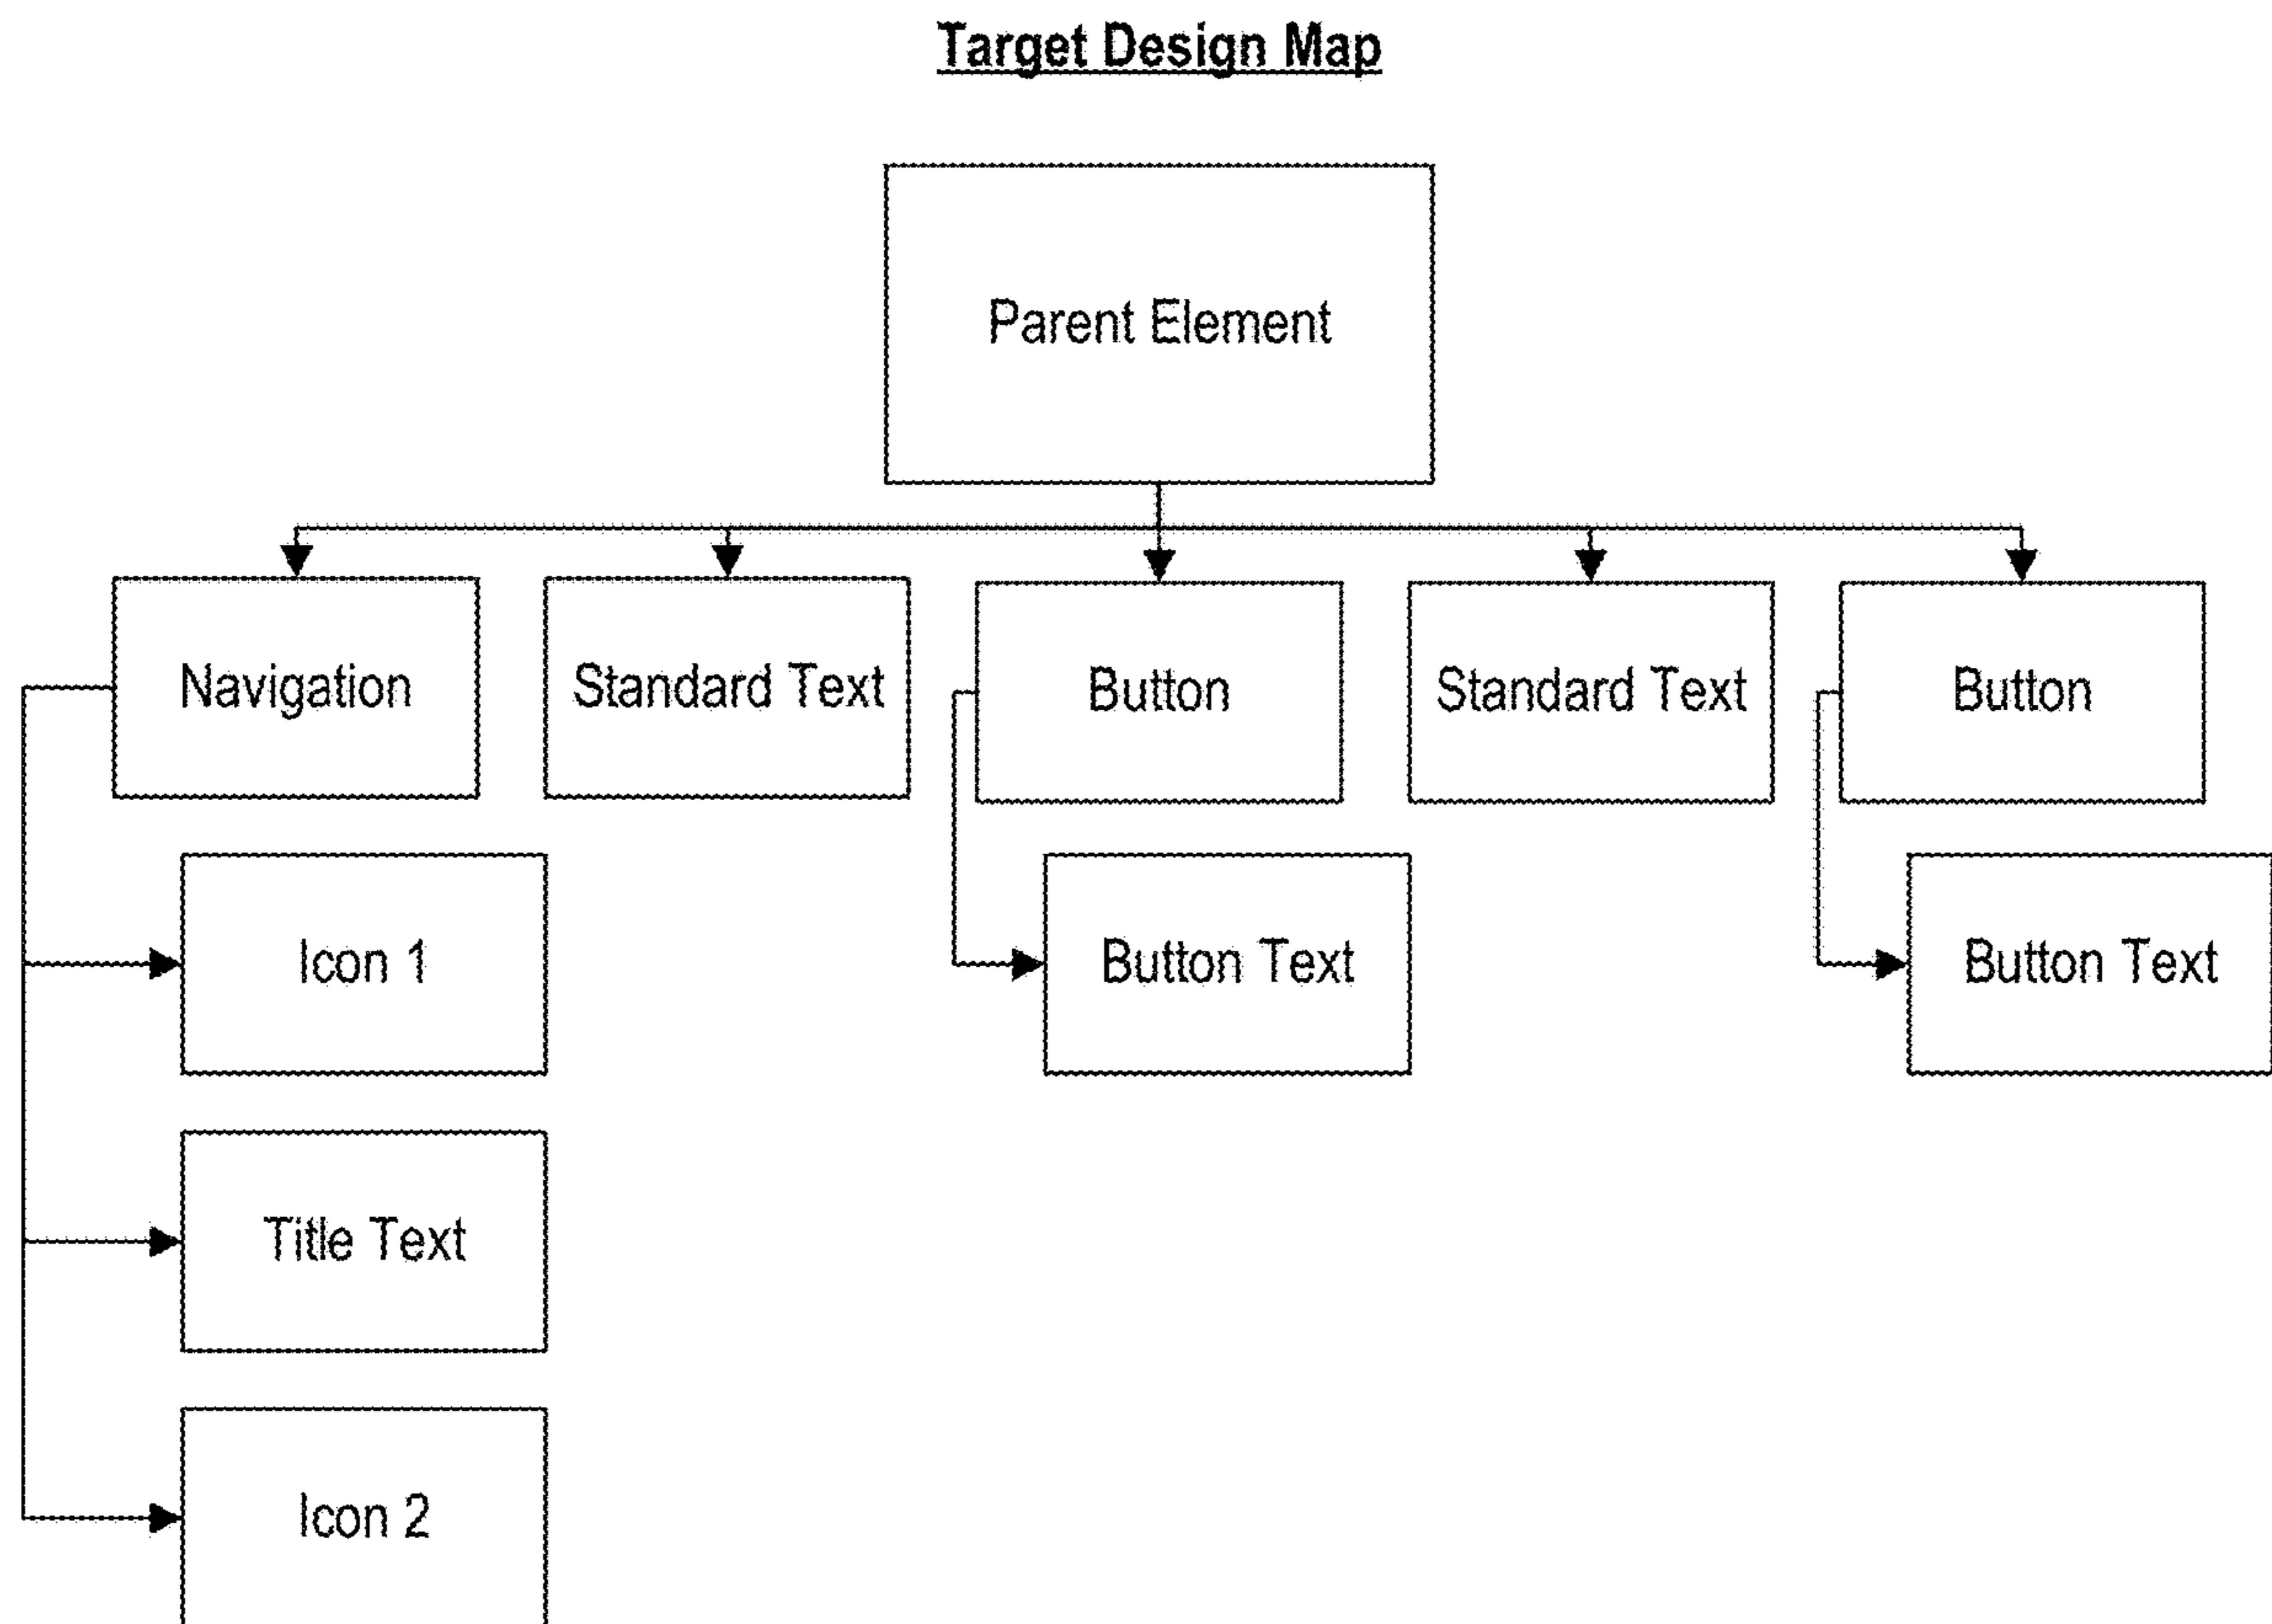 Target Design Map
Parent Element
Navigation
Standard Text
Button
Standard Text
Button
Icon 1
Button Text
Button Text
Title Text
Icon 2